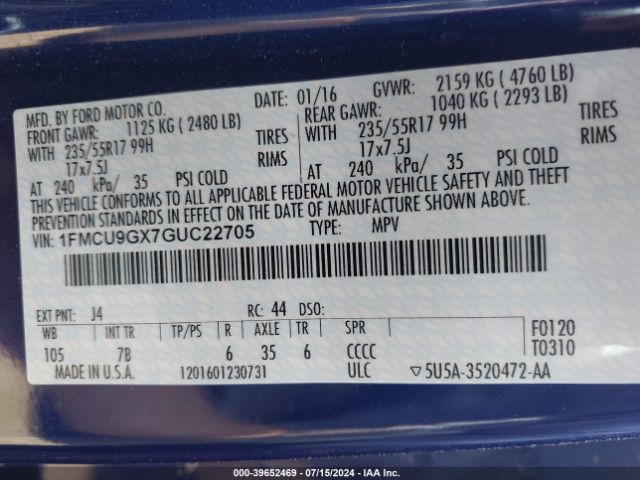 MFD. BY FORD MOTOR CO. DATE: 01/16 GVWR: 2159 KG ( 4760 LB)
FRONT GAWR: 1125 KG ( 2480 LB) REAR GAWR: 1040 KG ( 2293 LB)
WITH 235/55R17 99H TIRES WITH 235/55R17 99H TIRES
17x7.5J RIMS 17x7.5J RIMS
AT 240 kPa/ 35 PSI COLD AT 240 kPa/ 35 PSI COLD
THIS VEHICLE CONFORMS TO ALL APPLICABLE FEDERAL MOTOR VEHICLE SAFETY AND THEFT
PREVENTION STANDARDS IN EFFECT ON THE DATE OF MANUFACTURE SHOWN ABOVE.
VIN: 1FMCU9GX7GUC22705 TYPE: MPV
EXT PNT: J4 RC: 44 DSO:
WB INT TR TP/PS R AXLE TR SPR F0120
105 7B 6 35 6 CCCC T0310
MADE IN U.S.A. 1201601230731 ULC ▽5U5A-3520472-AA
000-39652469 - 07/15/2024 - IAA Inc.